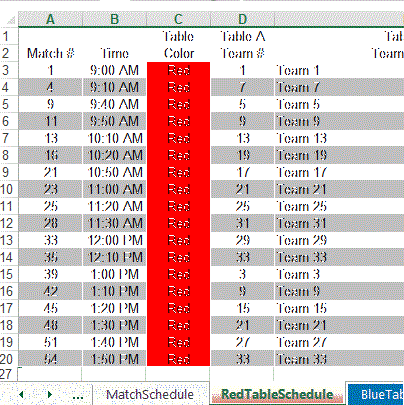 A B C D
1 Table Table A Tab
2 Match # Time Color Team # Team
3 1 9:00 AM Red 1 Team 1
4 4 9:10 AM Red 7 Team 7
5 9 9:40 AM Red 5 Team 5
6 11 9:50 AM Red 9 Team 9
7 13 10:10 AM Red 13 Team 13
8 16 10:20 AM Red 19 Team 19
9 21 10:50 AM Red 17 Team 17
10 23 11:00 AM Red 21 Team 21
11 25 11:20 AM Red 25 Team 25
12 28 11:30 AM Red 31 Team 31
13 33 12:00 PM Red 29 Team 29
14 35 12:10 PM Red 33 Team 33
15 39 1:00 PM Red 3 Team 3
16 42 1:10 PM Red 9 Team 9
17 45 1:20 PM Red 15 Team 15
18 48 1:30 PM Red 21 Team 21
19 51 1:40 PM Red 27 Team 27
20 54 1:50 PM Red 33 Team 33
27
... MatchSchedule RedTableSchedule BlueTab